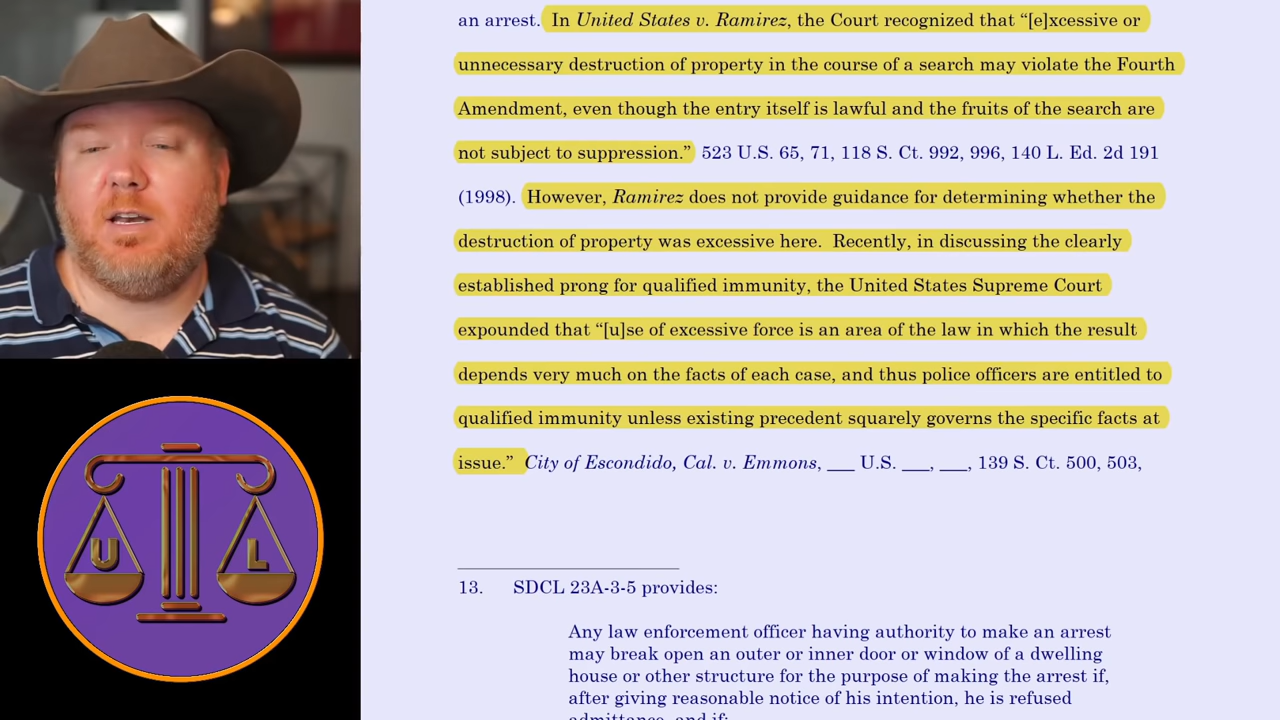 an arrest. In United States v. Ramirez, the Court recognized that “[e]xcessive or
unnecessary destruction of property in the course of a search may violate the Fourth
Amendment, even though the entry itself is lawful and the fruits of the search are
not subject to suppression.” 523 U.S. 65, 71, 118 S. Ct. 992, 996, 140 L. Ed. 2d 191
(1998). However, Ramirez does not provide guidance for determining whether the
destruction of property was excessive here. Recently, in discussing the clearly
established prong for qualified immunity, the United States Supreme Court
expounded that “[u]se of excessive force is an area of the law in which the result
depends very much on the facts of each case, and thus police officers are entitled to
qualified immunity unless existing precedent squarely governs the specific facts at
issue.” City of Escondido, Cal. v. Emmons, ___ U.S. ___, ___, 139 S. Ct. 500, 503,
13. SDCL 23A-3-5 provides:
Any law enforcement officer having authority to make an arrest
may break open an outer or inner door or window of a dwelling
house or other structure for the purpose of making the arrest if,
after giving reasonable notice of his intention, he is refused
admittance, and if:
U L